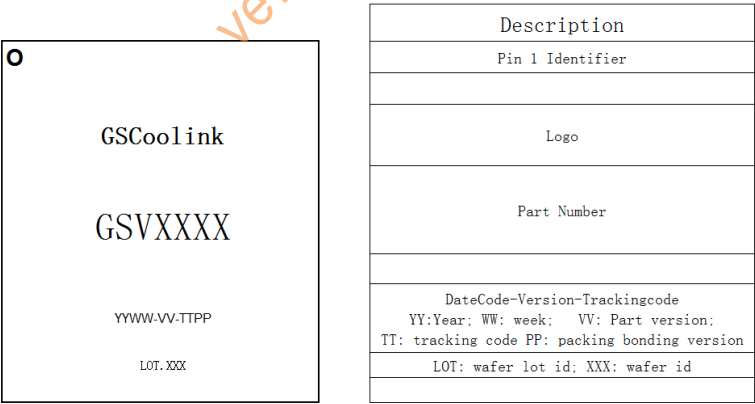 O
GSCoolink
GSVXXXX
YYWW-VV-TTPP
LOT.XXX
Description
Pin 1 Identifier
Logo
Part Number
DateCode-Version-Trackingcode
YY:Year; WW: week; VV: Part version;
TT: tracking code PP: packing bonding version
LOT: wafer lot id; XXX: wafer id